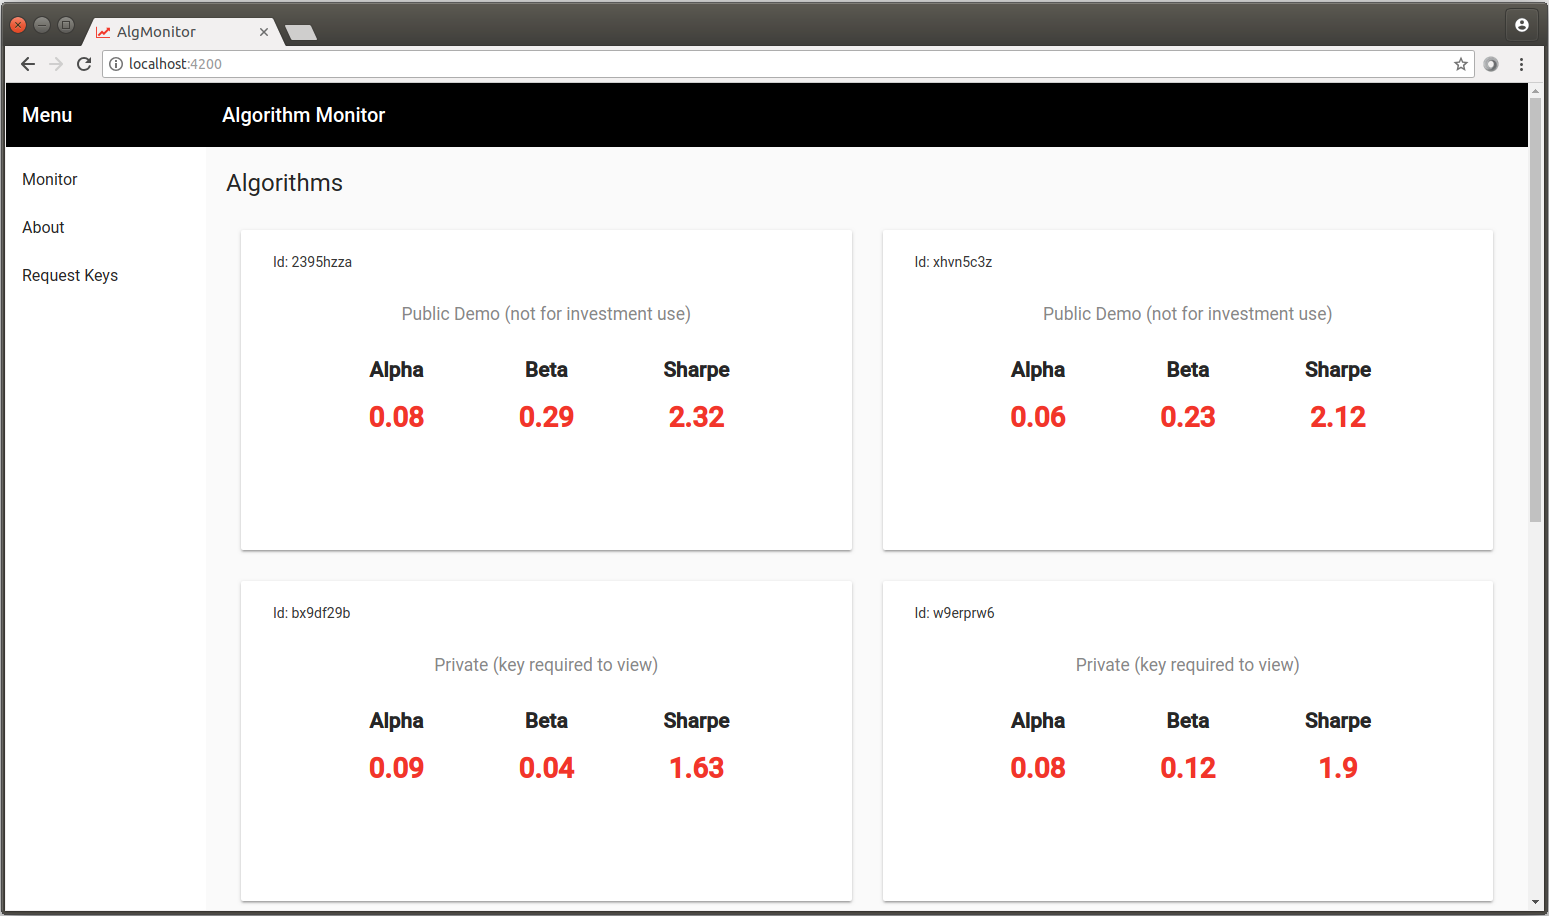 AlgMonitor
localhost:4200
Menu
Algorithm Monitor
Monitor
About
Request Keys
Algorithms
Id: 2395hzza
Public Demo (not for investment use)
Alpha Beta Sharpe
0.08 0.29 2.32
Id: xhvn5c3z
Public Demo (not for investment use)
Alpha Beta Sharpe
0.06 0.23 2.12
Id: bx9df29b
Private (key required to view)
Alpha Beta Sharpe
0.09 0.04 1.63
Id: w9erprw6
Private (key required to view)
Alpha Beta Sharpe
0.08 0.12 1.9